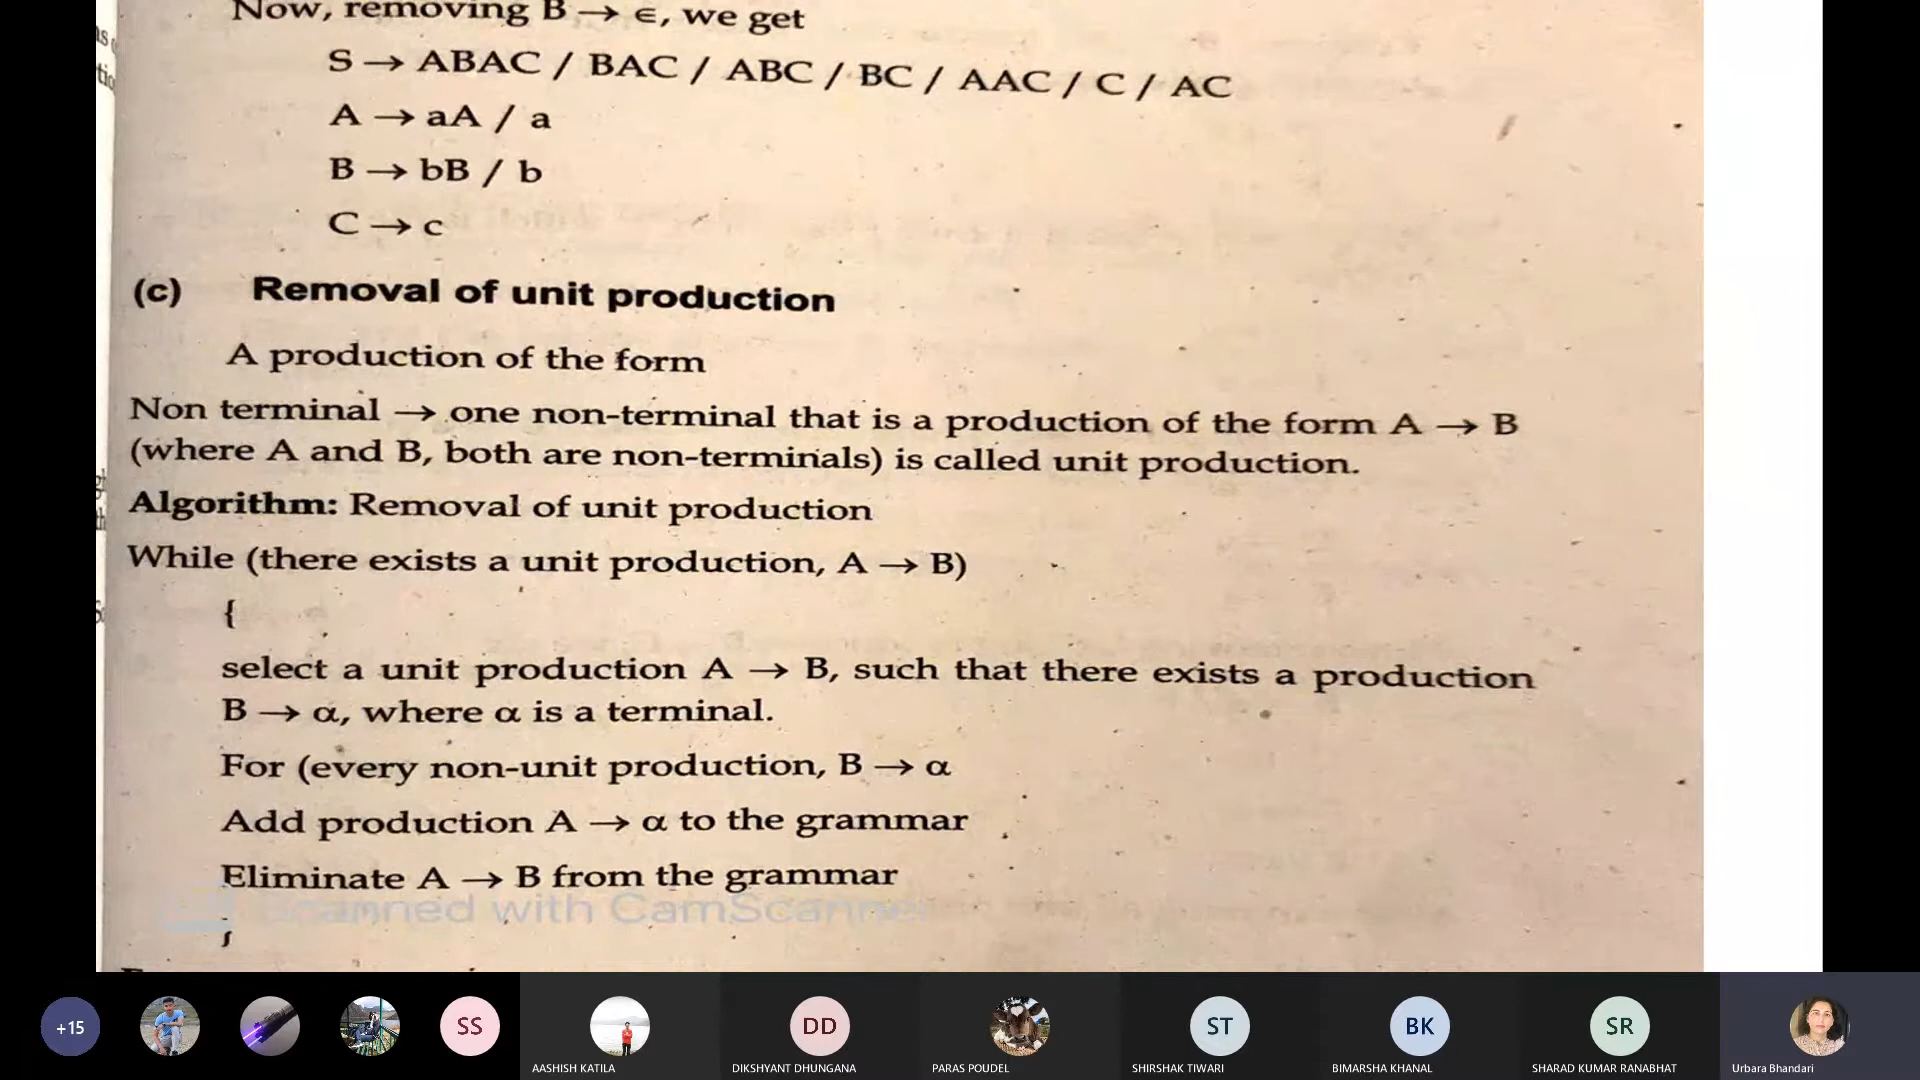 Now, removing B → ϵ, we get
S → ABAC / BAC / ABC / BC / AAC / C / AC
A → aA / a
B → bB / b
C → c
(c) Removal of unit production
A production of the form
Non terminal → one non-terminal that is a production of the form A → B
(where A and B, both are non-terminals) is called unit production.
Algorithm: Removal of unit production
While (there exists a unit production, A → B)
{
select a unit production A → B, such that there exists a production
B → α, where α is a terminal.
For (every non-unit production, B → α
Add production A → α to the grammar
Eliminate A → B from the grammar
Scanned with CamScanner
+15
SS
DD
ST
BK
SR
AASHISH KATILA
DIKSHYANT DHUNGANA
PARAS POUDEL
SHIRSHAK TIWARI
BIMARSHA KHANAL
SHARAD KUMAR RANABHAT
Urbara Bhandari